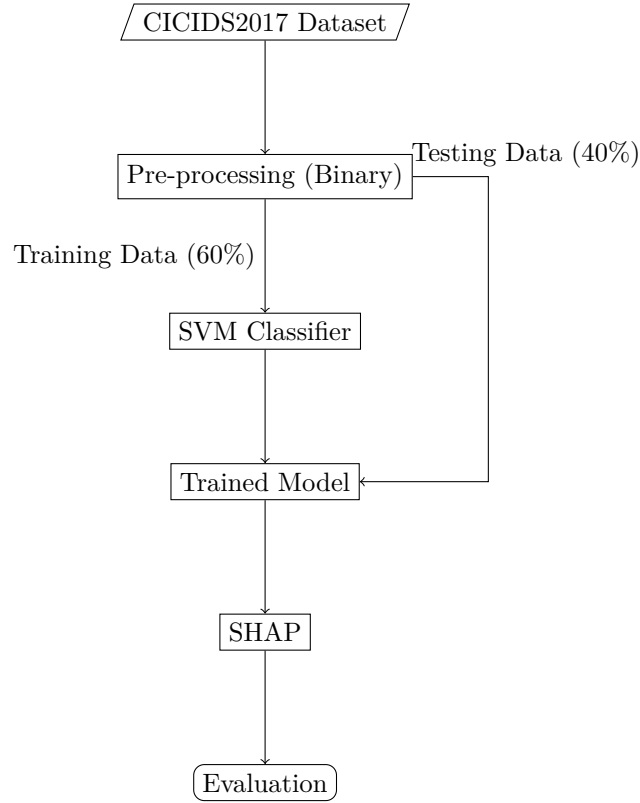 CICIDS2017 Dataset
Testing Data (40%)
Pre-processing (Binary)
Training Data (60%)
SVM Classifier
Trained Model
SHAP
Evaluation